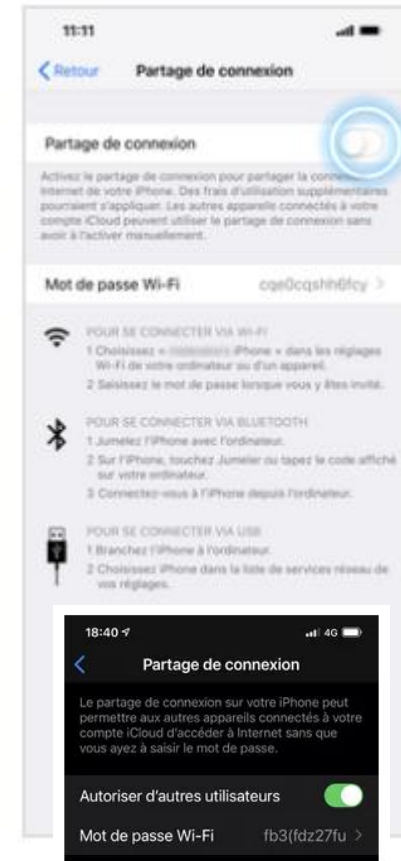 11:11
Retour Partage de connexion
Partage de connexion
Activez le partage de connexion pour partager la
Internet de votre iPhone. Des frais d'utilisation supplémentaires
pourraient s'appliquer. Les autres appareils connectés à votre
compte iCloud peuvent utiliser le partage de connexion sans
avoir à l'activer manuellement.
Mot de passe Wi-Fi
POUR SE CONNECTER VIA WI-FI
1 Choisissez « iPhone » dans les réglages
Wi-Fi de votre ordinateur ou d'un appareil.
2 Saisissez le mot de passe lorsque vous y êtes invité.
POUR SE CONNECTER VIA BLUETOOTH
1 Jumelez l'iPhone avec l'ordinateur.
2 Sur l'iPhone, touchez Jumeler ou tapez le code affiché
sur votre ordinateur.
3 Connectez-vous à l'iPhone depuis l'ordinateur.
POUR SE CONNECTER VIA USB
1 Branchez l'iPhone à l'ordinateur.
2 Choisissez iPhone dans la liste de services réseau de
vos réglages.
18:40 4G
Partage de connexion
Le partage de connexion sur votre iPhone peut
permettre aux autres appareils connectés à votre
compte iCloud d'accéder à Internet sans que
vous ayez à saisir le mot de passe.
Autoriser d'autres utilisateurs
Mot de passe Wi-Fi fb3(fdz27fu